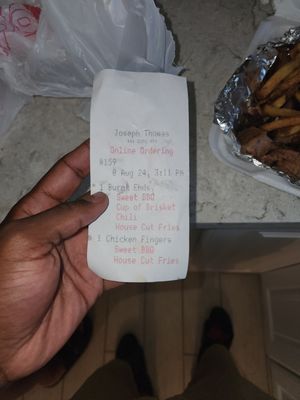 Joseph Thomas
Online Ordering
#159
Aug 24, 3:11 PM
1 Burnt Ends
Sweet BBQ
Cup of Brisket
Chili
House Cut Fries
1 Chicken Fingers
Sweet BBQ
House Cut Fries